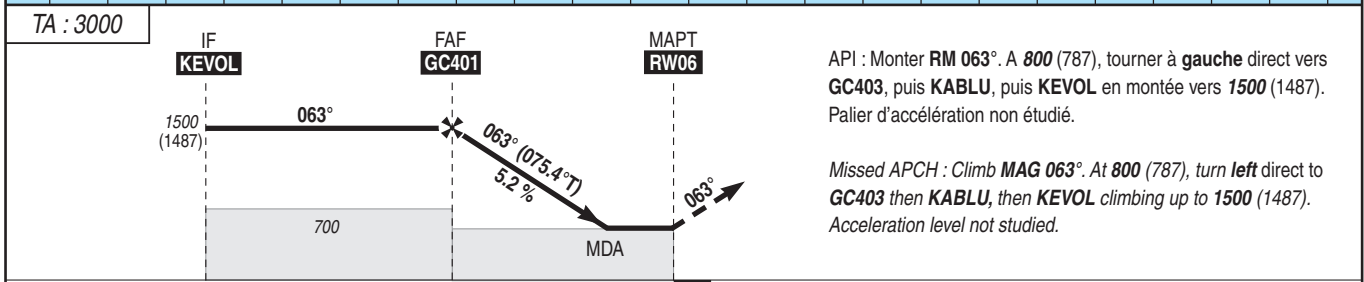 TA : 3000
IF
KEVOL
FAF
GC401
MAPT
RW06
1500
(1487)
063°
063° (075.4°T)
5.2 %
063°
700
MDA
API : Monter RM 063°. A 800 (787), tourner à gauche direct vers
GC403, puis KABLU, puis KEVOL en montée vers 1500 (1487).
Palier d'accélération non étudié.
Missed APCH : Climb MAG 063°. At 800 (787), turn left direct to
GC403 then KABLU, then KEVOL climbing up to 1500 (1487).
Acceleration level not studied.